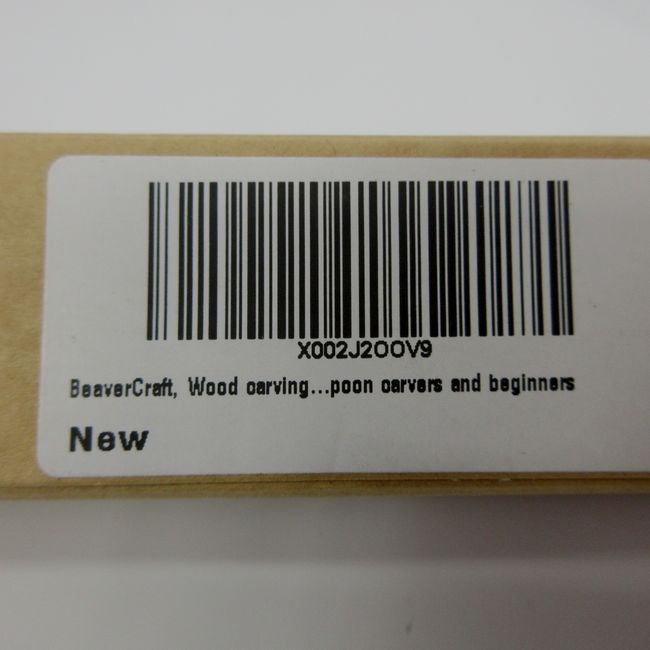 X002J2OOV9
BeaverCraft, Wood carving...poon carvers and beginners
New